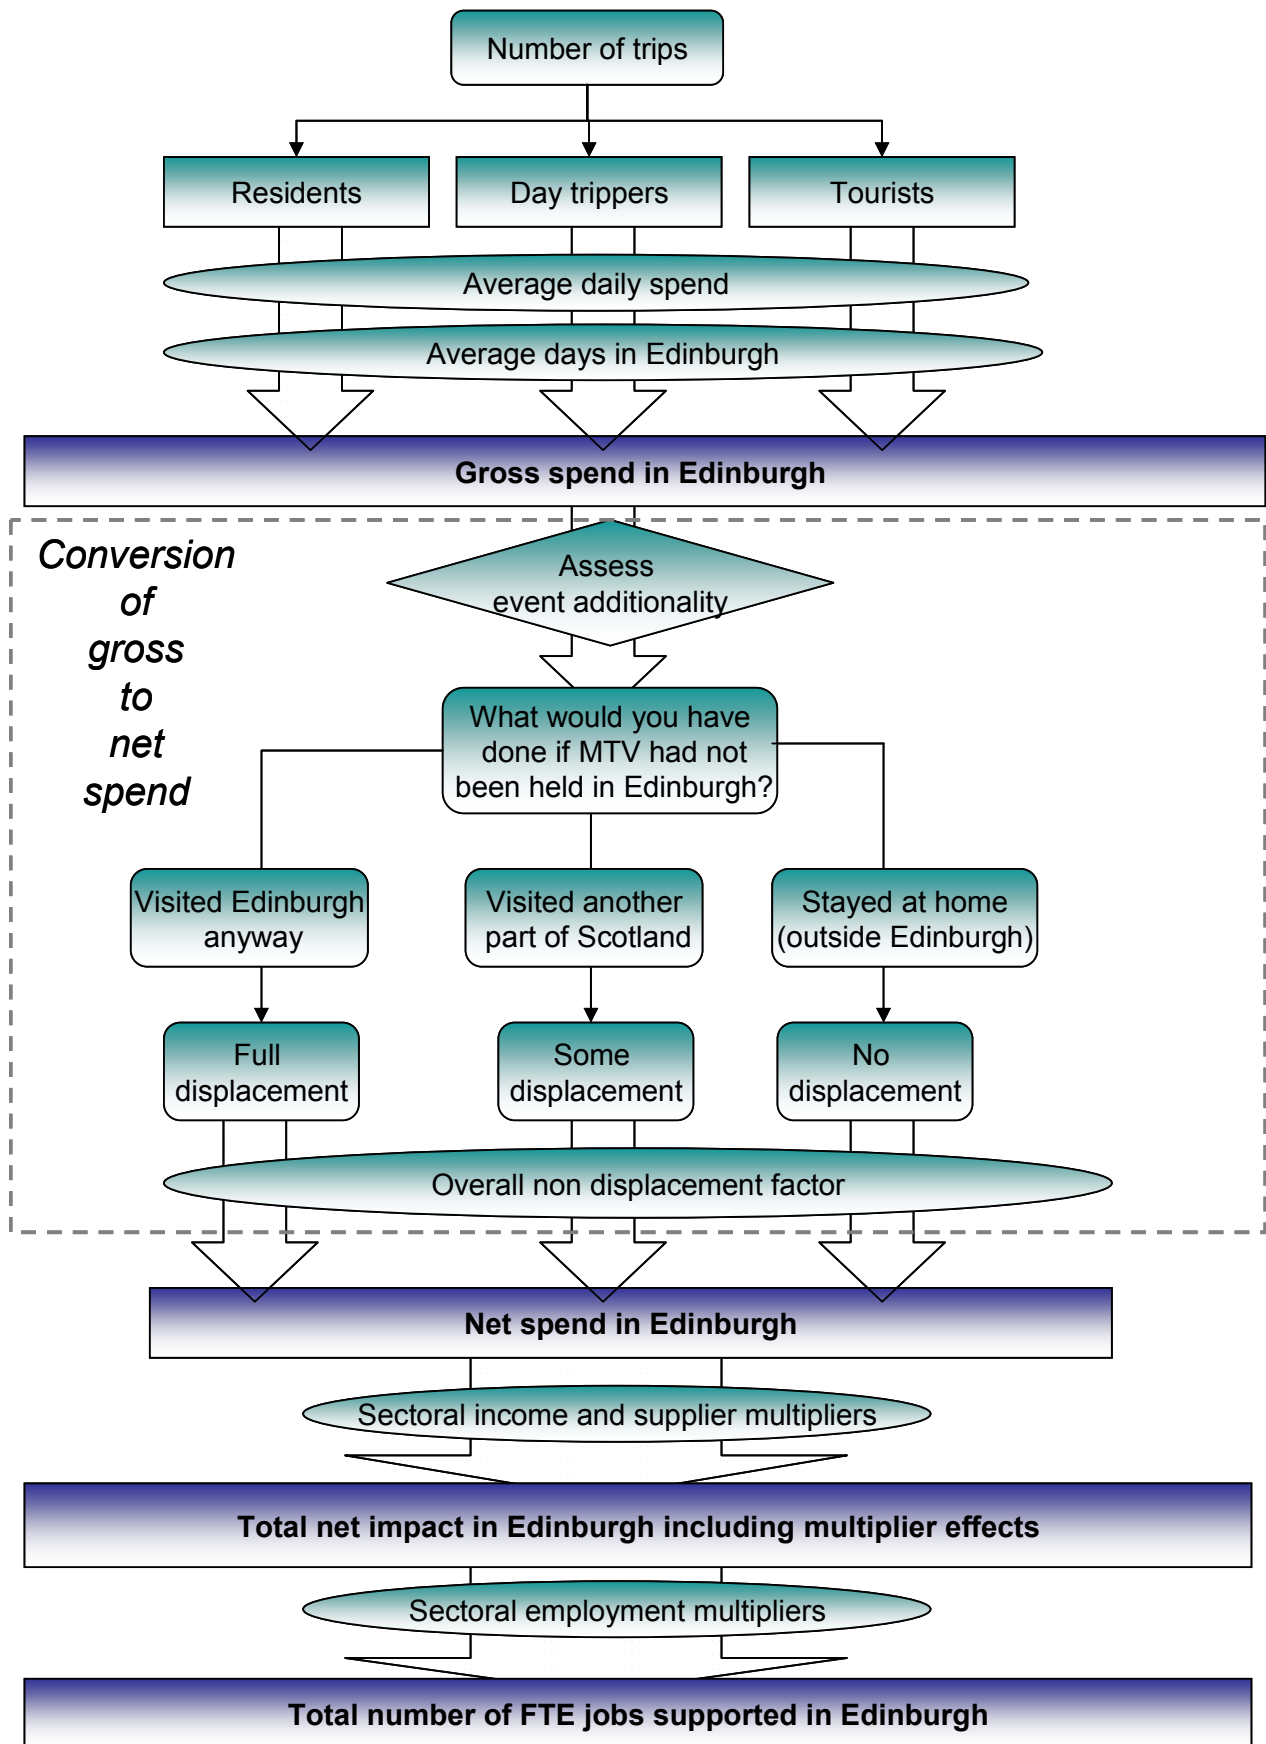 Number of trips
Residents
Day trippers
Tourists
Average daily spend
Average days in Edinburgh
Gross spend in Edinburgh
Conversion
of
gross
to
net
spend
Assess
event additionality
What would you have
done if MTV had not
been held in Edinburgh?
Visited Edinburgh
anyway
Visited another
part of Scotland
Stayed at home
(outside Edinburgh)
Full
displacement
Some
displacement
No
displacement
Overall non displacement factor
Net spend in Edinburgh
Sectoral income and supplier multipliers
Total net impact in Edinburgh including multiplier effects
Sectoral employment multipliers
Total number of FTE jobs supported in Edinburgh